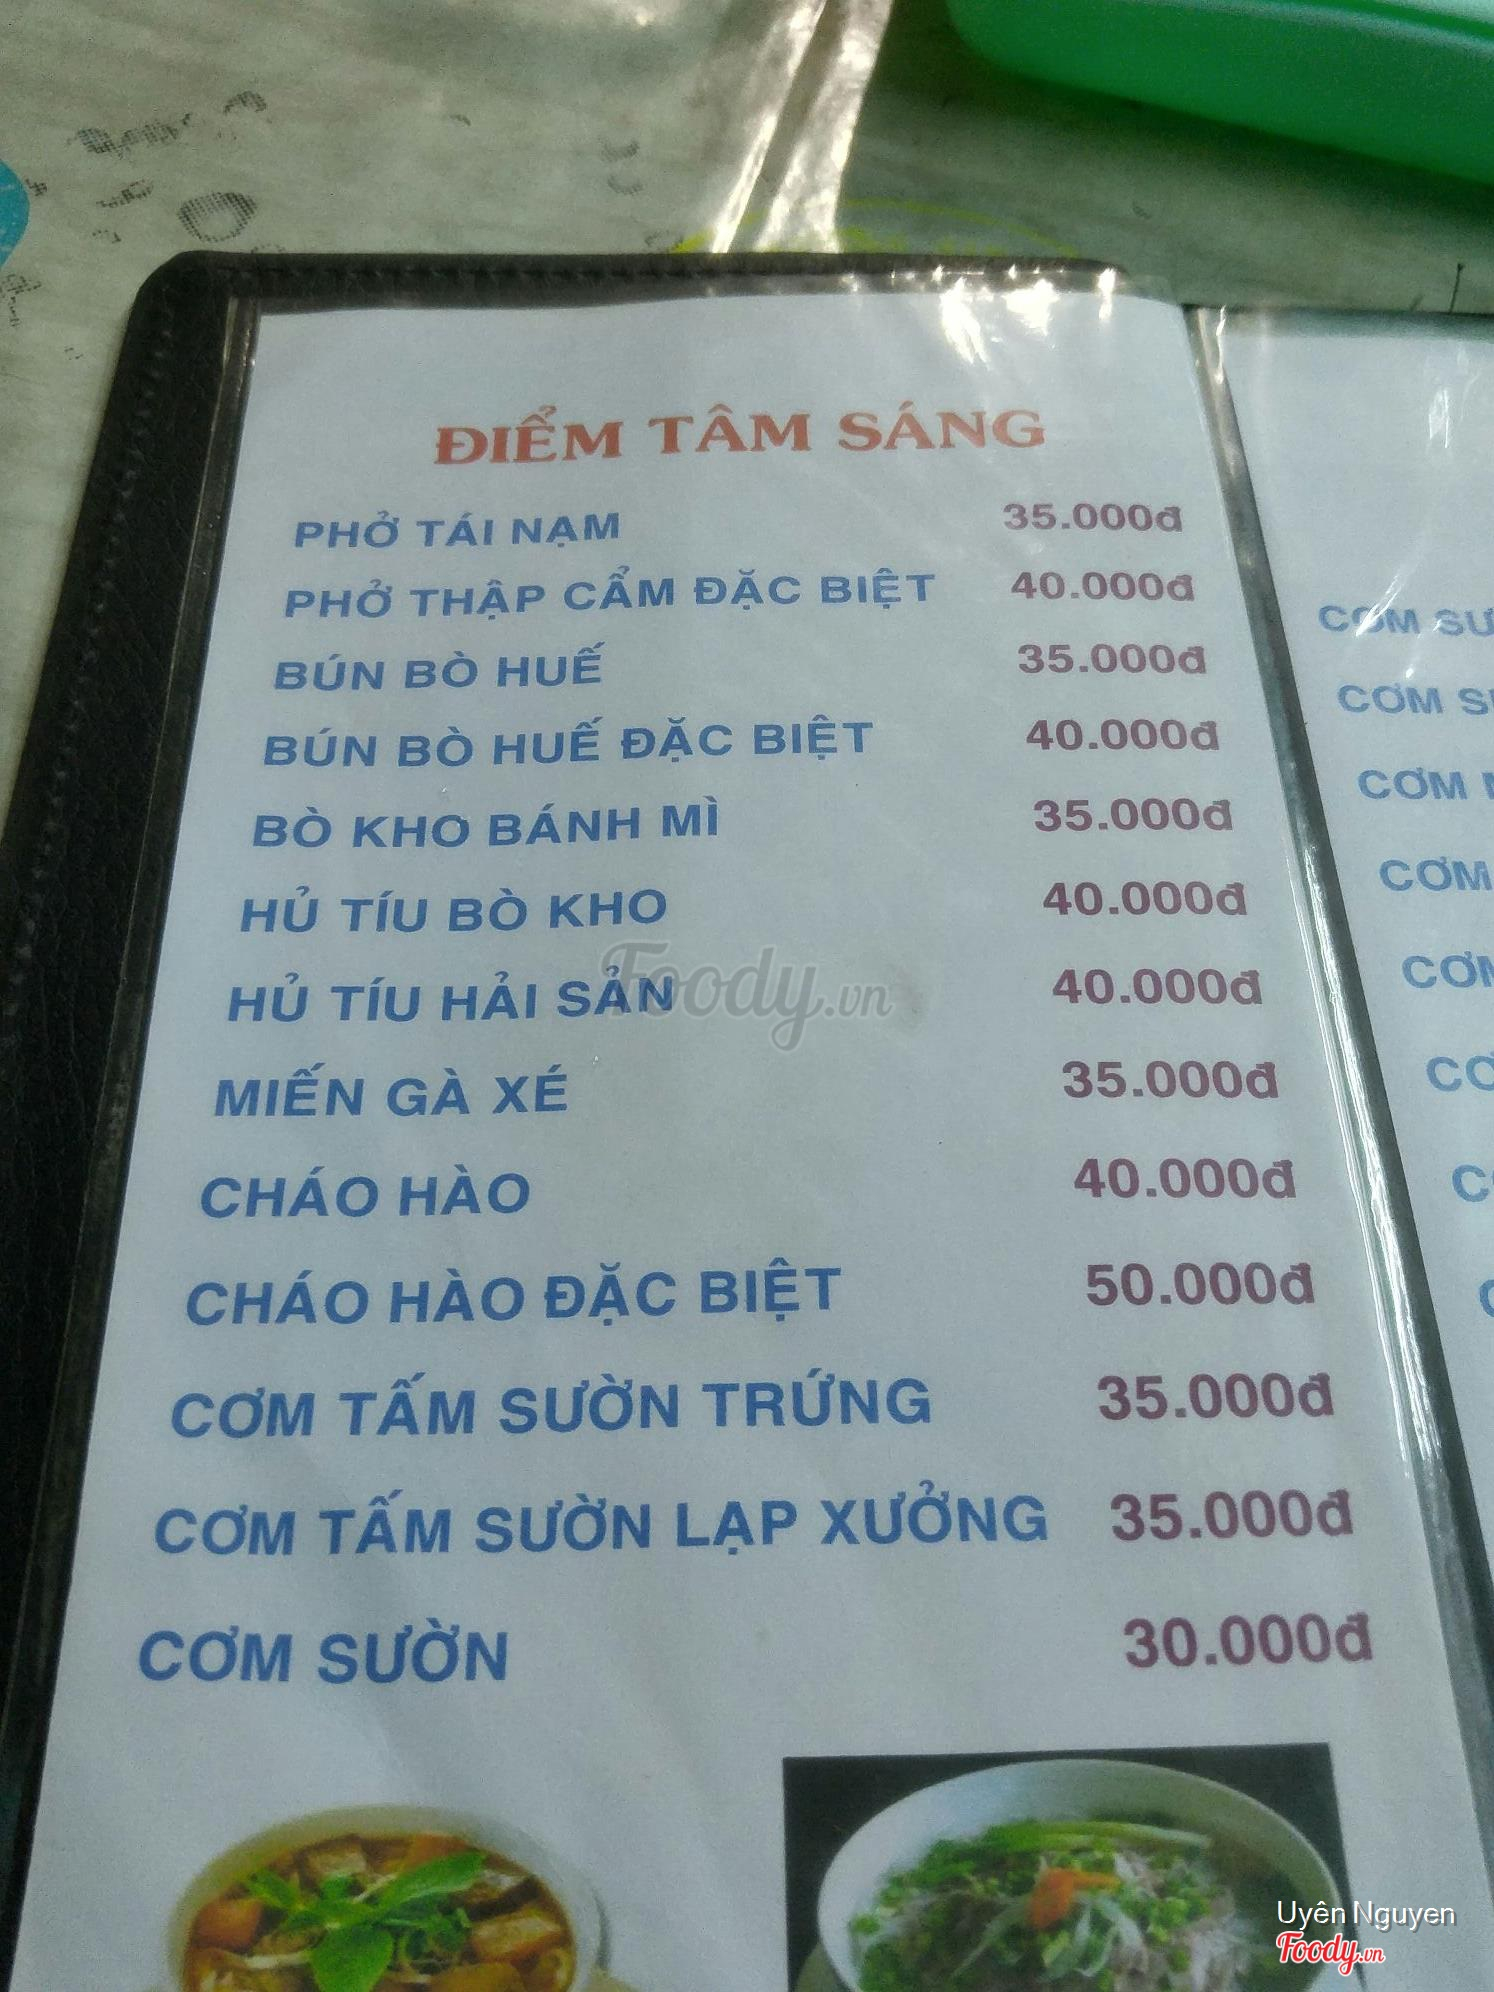 ĐIỂM TÂM SÁNG
PHỞ TÁI NẠM 35.000đ
PHỞ THẬP CẨM ĐẶC BIỆT 40.000đ
BÚN BÒ HUẾ 35.000đ
BÚN BÒ HUẾ ĐẶC BIỆT 40.000đ
BÒ KHO BÁNH MÌ 35.000đ
HỦ TÍU BÒ KHO 40.000đ
HỦ TÍU HẢI SẢN 40.000đ
MIẾN GÀ XÉ 35.000đ
CHÁO HÀO 40.000đ
CHÁO HÀO ĐẶC BIỆT 50.000đ
CƠM TẤM SƯỜN TRỨNG 35.000đ
CƠM TẤM SƯỜN LẠP XƯỞNG 35.000đ
CƠM SƯỜN 30.000đ
CƠM
CƠM
CƠM
CƠM
Foody.vn
Uyên Nguyen
Foody.vn